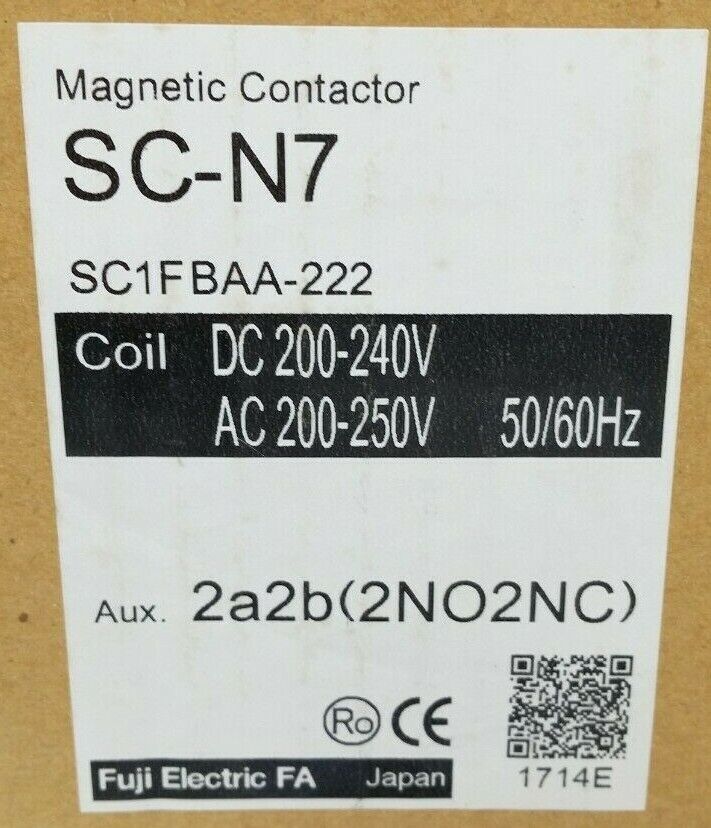 Magnetic Contactor
SC-N7
SC1FBAA-222
Coil DC 200-240V
AC 200-250V 50/60Hz
Aux. 2a2b(2NO2NC)
Ro CE
Fuji Electric FA Japan 1714E